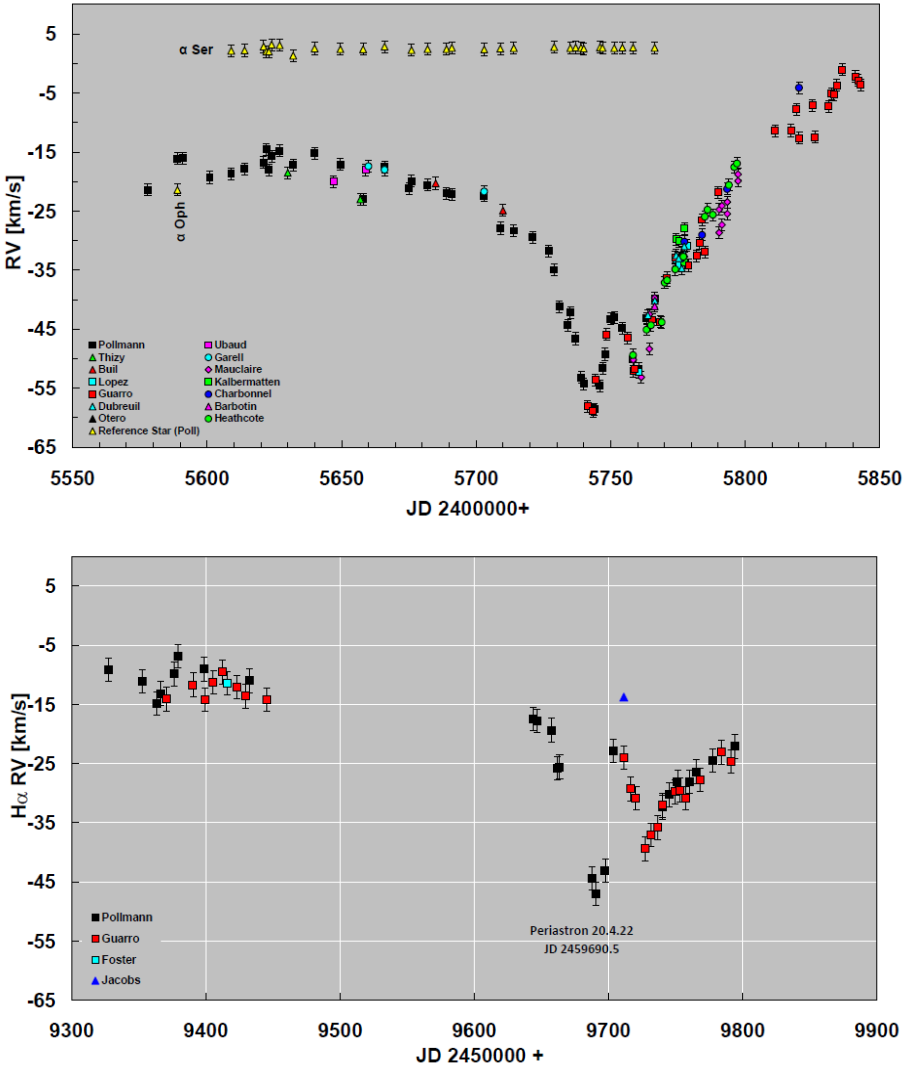 5
-5
-15
-25
-35
-45
-55
-65
RV [km/s]
α Ser
α Oph
Pollmann
Thizy
Buil
Lopez
Guarro
Dubreuil
Otero
Reference Star (Poll)
Ubaud
Garell
Mauclaire
Kalbermatten
Charbonnel
Barbotin
Heathcote
5550 5600 5650 5700 5750 5800 5850
JD 2400000+
5
-5
-15
-25
-35
-45
-55
-65
Hα RV [km/s]
Pollmann
Guarro
Foster
Jacobs
Periastron 20.4.22
JD 2459690.5
9300 9400 9500 9600 9700 9800 9900
JD 2450000 +